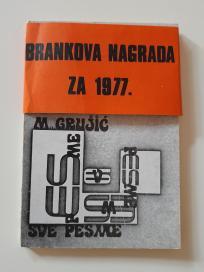 BRANKOVA NAGRADA
ZA 1977.
M. GRUJIĆ
SVE PESME